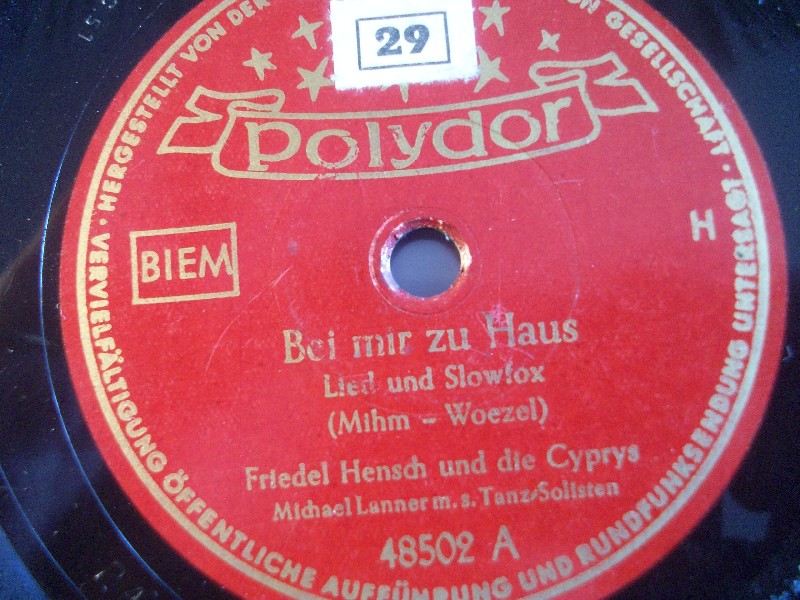 29
polydor
BIEM
H
Bei mir zu Haus
Lied und Slowfox
(Mihm - Woezel)
Friedel Hensch und die Cyprys
Michael Lanner m. s. Tanz-Solisten
48502 A
· VERVIELFÄLTIGUNG · HERGESTELLT VON DER
GESELLSCHAFT ·
ÖFFENTLICHE AUFFÜHRUNG UND RUNDFUNKSENDUNG UNTERSAGT